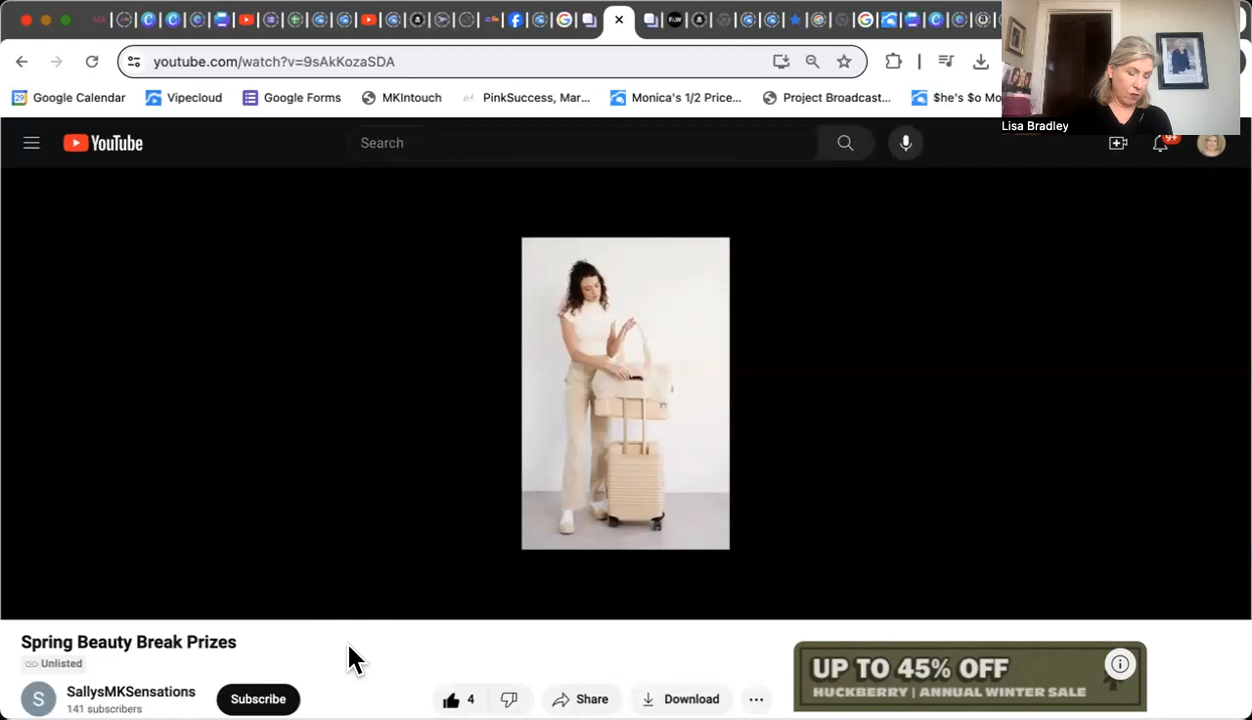 youtube.com/watch?v=9sAkKozaSDA
Google Calendar Vipecloud Google Forms MKIntouch PinkSuccess, Mar... Monica's 1/2 Price... Project Broadcast... $he's $o Mo
Lisa Bradley
YouTube
Search
9+
Spring Beauty Break Prizes
Unlisted
S
SallysMKSensations
141 subscribers
Subscribe
4
Share
Download
UP TO 45% OFF
HUCKBERRY | ANNUAL WINTER SALE